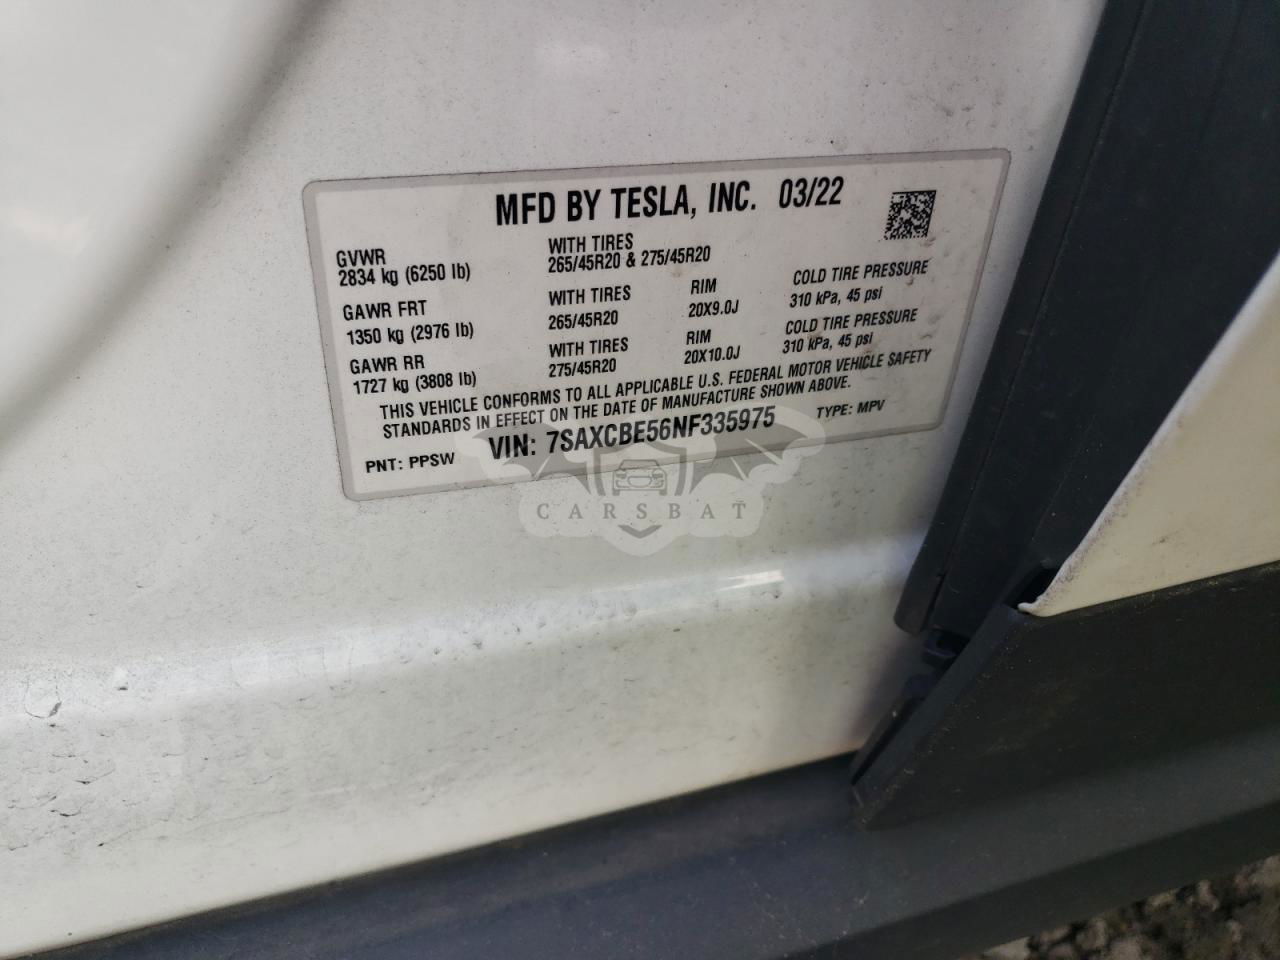 MFD BY TESLA, INC. 03/22
GVWR
2834 kg (6250 lb)
WITH TIRES
265/45R20 & 275/45R20
GAWR FRT
1350 kg (2976 lb)
WITH TIRES
265/45R20
RIM
20X9.0J
COLD TIRE PRESSURE
310 kPa, 45 psi
GAWR RR
1727 kg (3808 lb)
WITH TIRES
275/45R20
RIM
20X10.0J
COLD TIRE PRESSURE
310 kPa, 45 psi
THIS VEHICLE CONFORMS TO ALL APPLICABLE U.S. FEDERAL MOTOR VEHICLE SAFETY
STANDARDS IN EFFECT ON THE DATE OF MANUFACTURE SHOWN ABOVE.
PNT: PPSW VIN: 7SAXCBE56NF335975 TYPE: MPV
CARSBAT